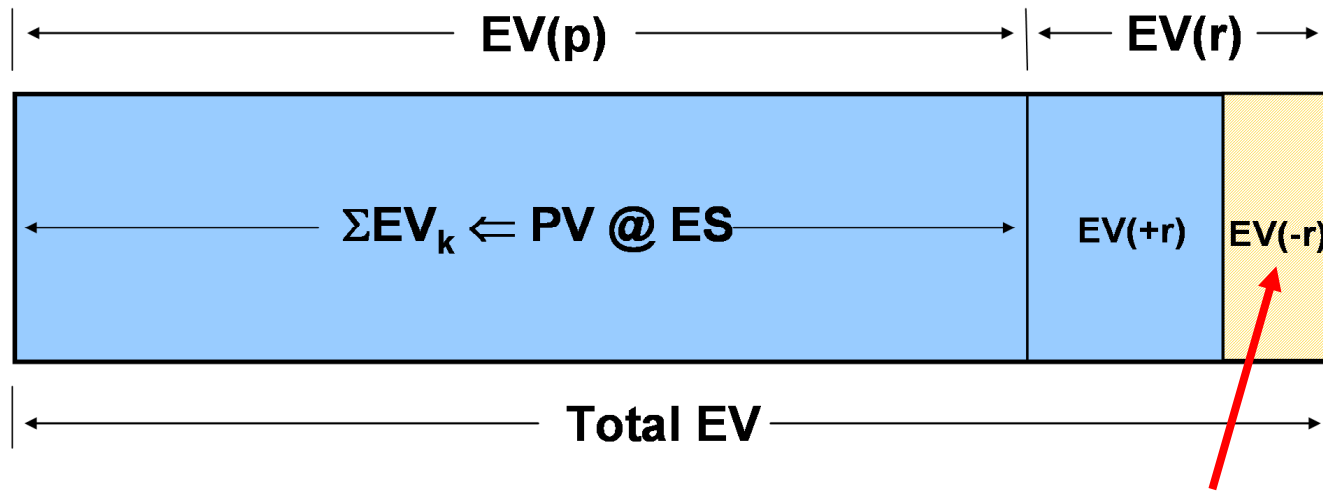 EV(p) EV(r)
ΣEVk ⇐ PV @ ES EV(+r) EV(-r)
Total EV